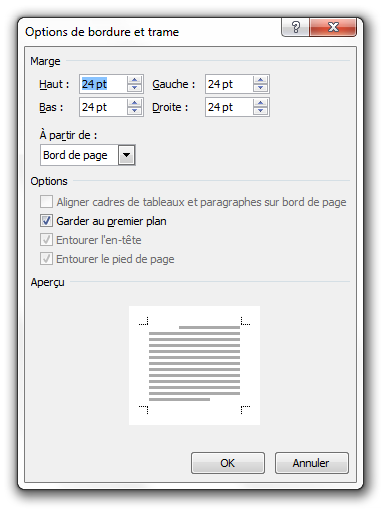 Options de bordure et trame
Marge
Haut : 24 pt Gauche : 24 pt
Bas : 24 pt Droite : 24 pt
À partir de :
Bord de page
Options
Aligner cadres de tableaux et paragraphes sur bord de page
Garder au premier plan
Entourer l'en-tête
Entourer le pied de page
Aperçu
OK Annuler